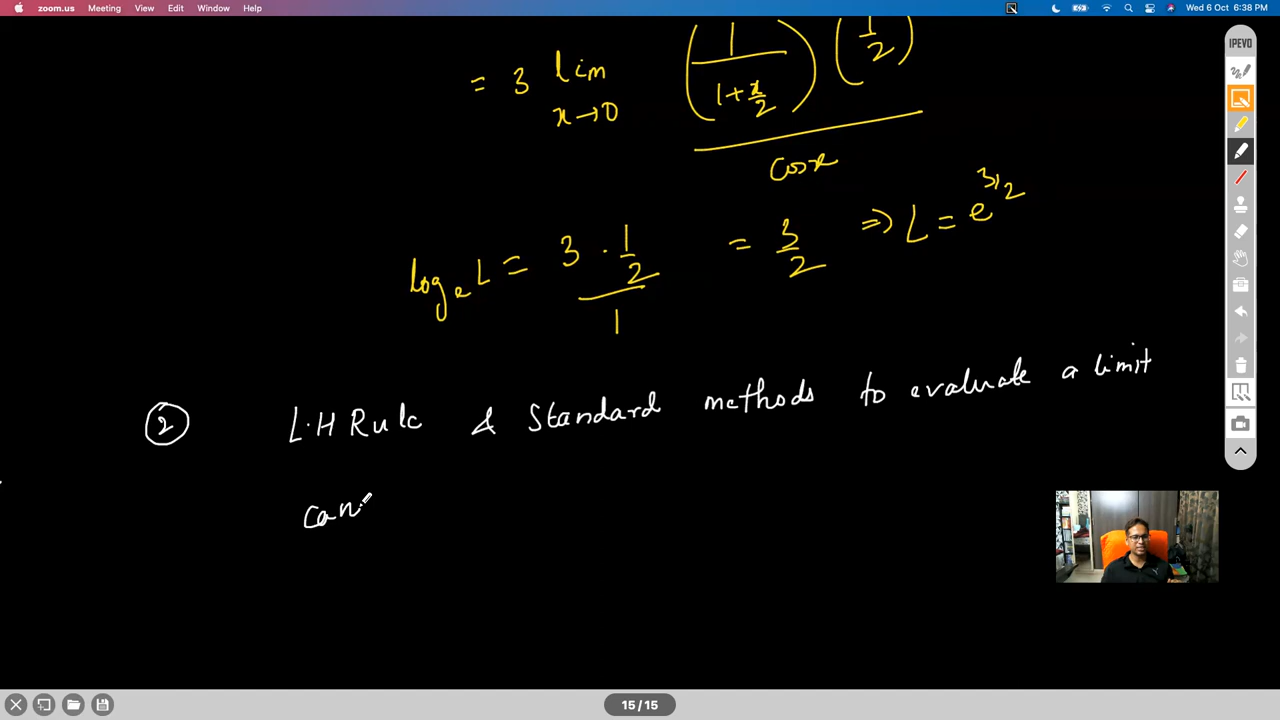 zoom.us Meeting View Edit Window Help Wed 6 Oct 6:38 PM
IPEVO
= 3 lim x→0 (1/(1+x/2)) (1/2) / cosx
log_e L = 3 · 1/2 / 1 = 3/2 ⇒ L = e^3/2
② L.H Rule & Standard methods to evaluate a limit
can
15/15